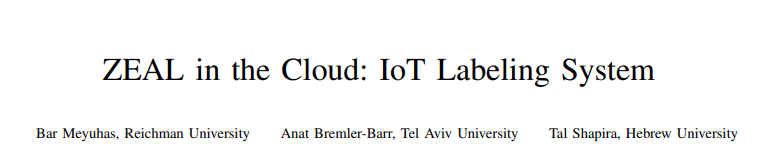 ZEAL in the Cloud: IoT Labeling System
Bar Meyuhas, Reichman University Anat Bremler-Barr, Tel Aviv University Tal Shapira, Hebrew University